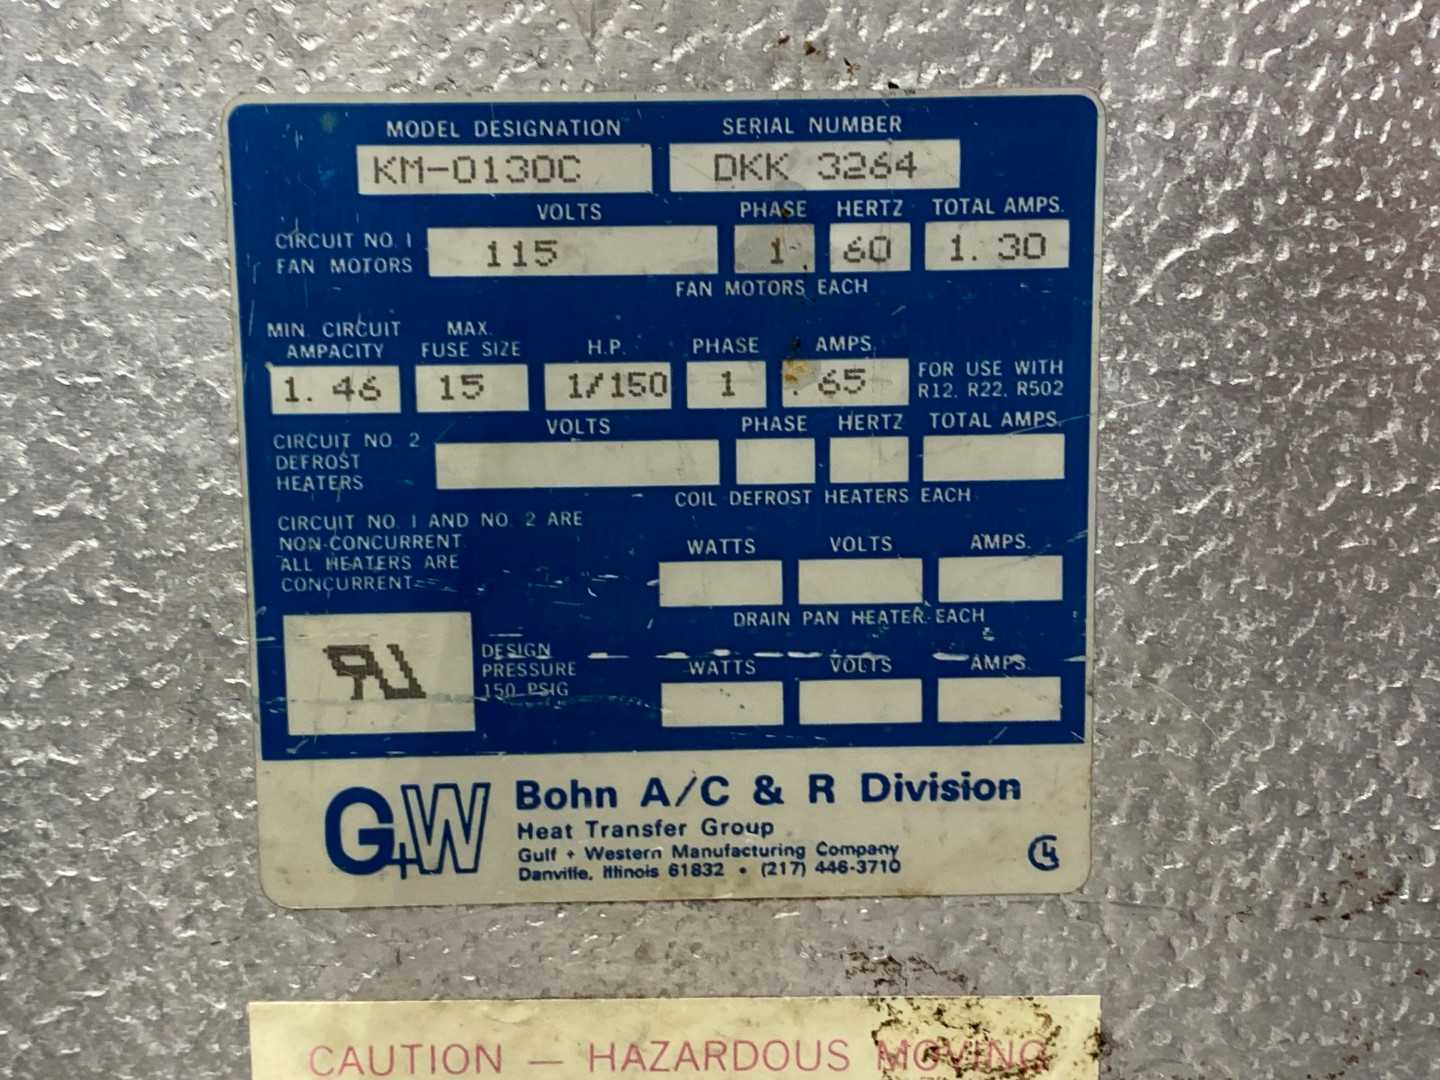 MODEL DESIGNATION SERIAL NUMBER
KM-0130C DKK 3264
VOLTS PHASE HERTZ TOTAL AMPS.
CIRCUIT NO. 1
FAN MOTORS
115 1 60 1.30
FAN MOTORS EACH
MIN. CIRCUIT
AMPACITY
MAX.
FUSE SIZE
H.P. PHASE AMPS.
1.46 15 1/150 1 .65
FOR USE WITH
R12, R22, R502
VOLTS PHASE HERTZ TOTAL AMPS.
CIRCUIT NO. 2
DEFROST
HEATERS
COIL DEFROST HEATERS EACH
CIRCUIT NO. 1 AND NO. 2 ARE
NON-CONCURRENT
ALL HEATERS ARE
CONCURRENT
WATTS VOLTS AMPS.
DRAIN PAN HEATER EACH
WATTS VOLTS AMPS.
RU
DESIGN
PRESSURE
150 PSIG
G+W
Bohn A/C & R Division
Heat Transfer Group
Gulf + Western Manufacturing Company
Danville, Illinois 61832 • (217) 446-3710
CAUTION — HAZARDOUS MOVING